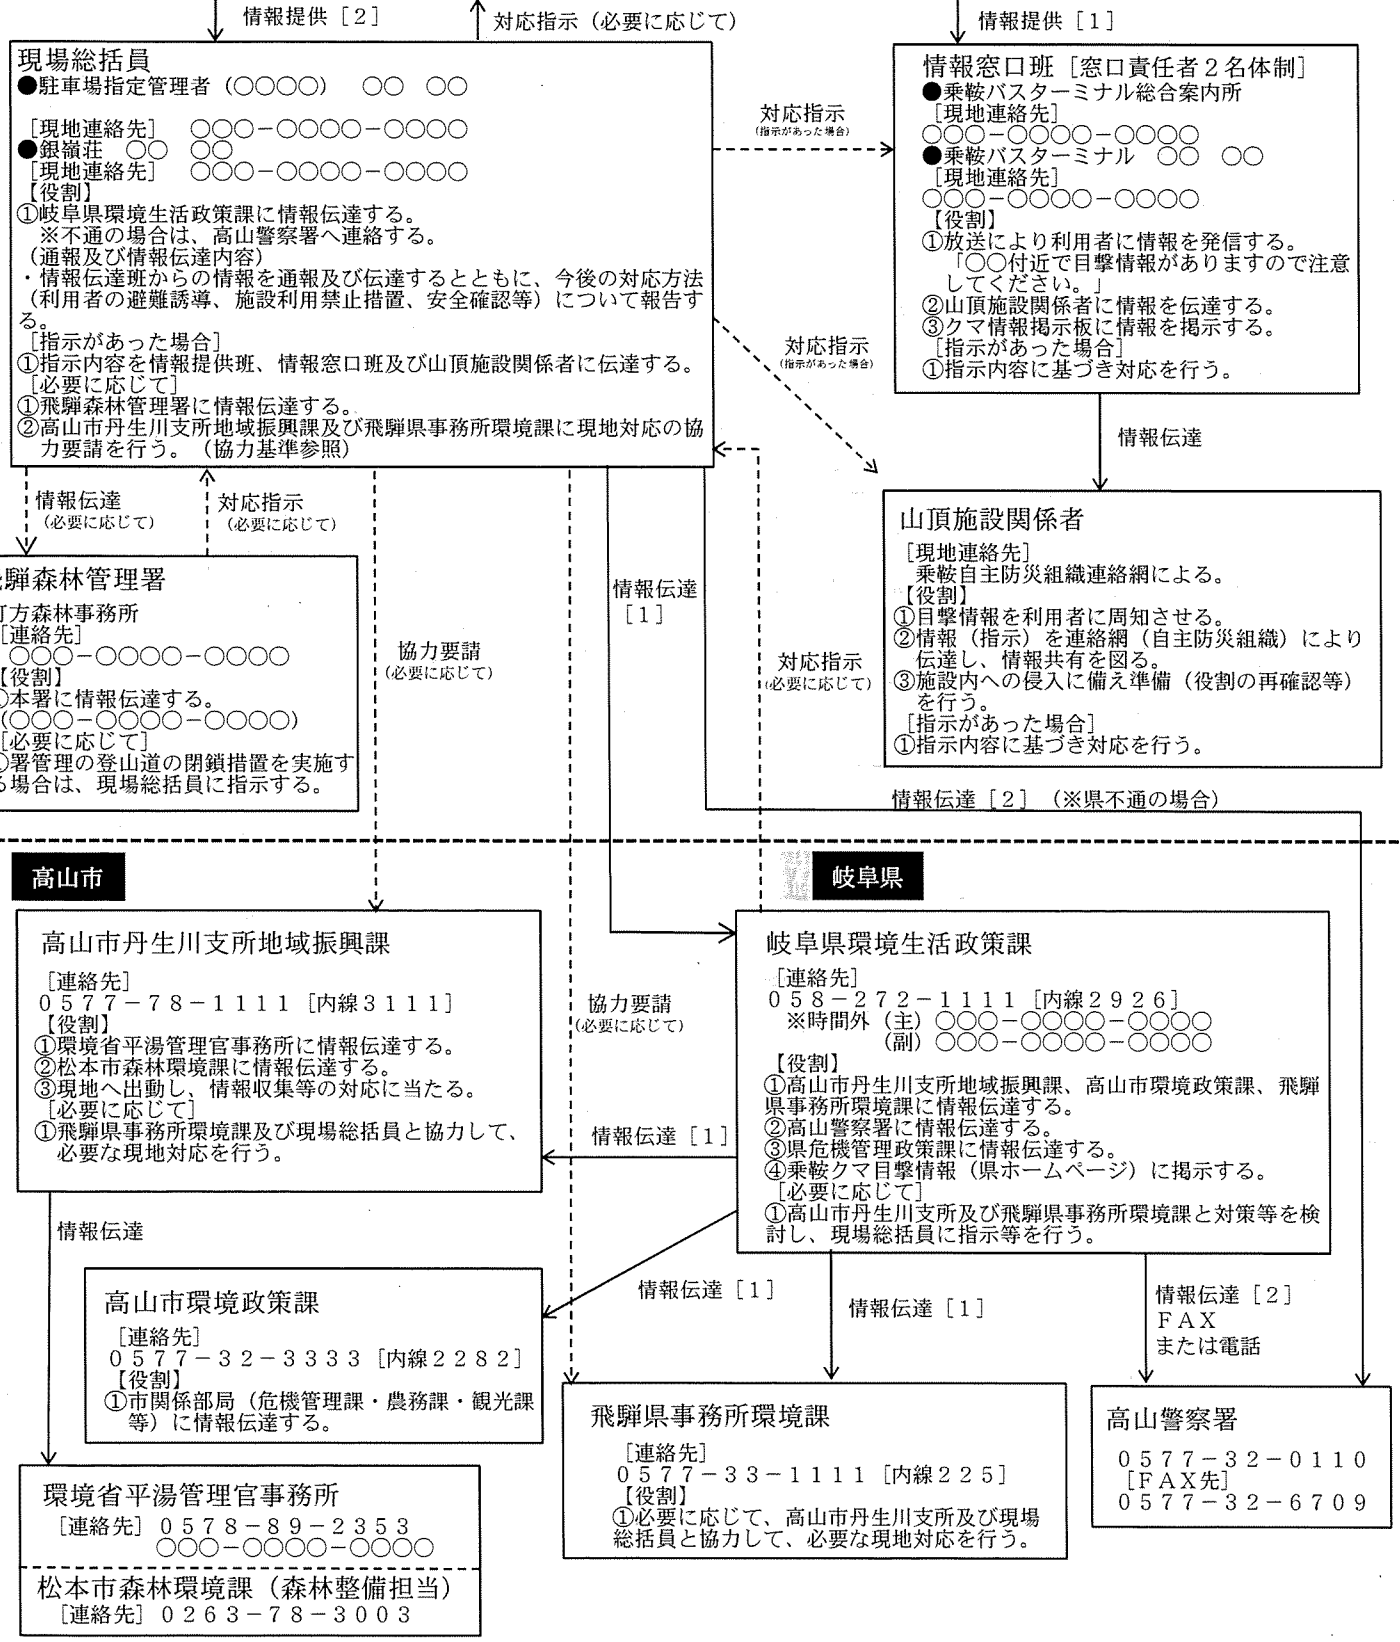 情報提供［２］
対応指示（必要に応じて）
情報提供［１］
現場総括員
●駐車場指定管理者（○○○○）　○○　○○
［現地連絡先］　○○○－○○○○－○○○○
●銀嶺荘　○○　○○
［現地連絡先］　○○○－○○○○－○○○○
【役割】
①岐阜県環境生活政策課に情報伝達する。
※不通の場合は、高山警察署へ連絡する。
（通報及び情報伝達内容）
・情報伝達班からの情報を通報及び伝達するとともに、今後の対応方法
（利用者の避難誘導、施設利用禁止措置、安全確認等）について報告す
る。
［指示があった場合］
①指示内容を情報提供班、情報窓口班及び山頂施設関係者に伝達する。
［必要に応じて］
①飛騨森林管理署に情報伝達する。
②高山市丹生川支所地域振興課及び飛騨県事務所環境課に現地対応の協
力要請を行う。（協力基準参照）
対応指示
（指示があった場合）
情報窓口班［窓口責任者２名体制］
●乗鞍バスターミナル総合案内所
［現地連絡先］
○○○－○○○○－○○○○
●乗鞍バスターミナル　○○　○○
［現地連絡先］
○○○－○○○○－○○○○
【役割】
①放送により利用者に情報を発信する。
「○○付近で目撃情報がありますので注意
してください。」
②山頂施設関係者に情報を伝達する。
③クマ情報掲示板に情報を掲示する。
［指示があった場合］
①指示内容に基づき対応を行う。
対応指示
（指示があった場合）
情報伝達
情報伝達
（必要に応じて）
対応指示
（必要に応じて）
山頂施設関係者
［現地連絡先］
乗鞍自主防災組織連絡網による。
【役割】
①目撃情報を利用者に周知させる。
②情報（指示）を連絡網（自主防災組織）により
伝達し、情報共有を図る。
③施設内への侵入に備え準備（役割の再確認等）
を行う。
［指示があった場合］
①指示内容に基づき対応を行う。
騨森林管理署
方森林事務所
［連絡先］
○○○－○○○○－○○○○
【役割】
①本署に情報伝達する。
（○○○－○○○○－○○○○）
［必要に応じて］
①署管理の登山道の閉鎖措置を実施す
る場合は、現場総括員に指示する。
情報伝達
［１］
協力要請
（必要に応じて）
対応指示
（必要に応じて）
情報伝達［２］（※県不通の場合）
高山市
岐阜県
高山市丹生川支所地域振興課
［連絡先］
０５７７－７８－１１１１［内線３１１１］
【役割】
①環境省平湯管理官事務所に情報伝達する。
②松本市森林環境課に情報伝達する。
③現地へ出動し、情報収集等の対応に当たる。
［必要に応じて］
①飛騨県事務所環境課及び現場総括員と協力して、
必要な現地対応を行う。
協力要請
（必要に応じて）
岐阜県環境生活政策課
［連絡先］
０５８－２７２－１１１１［内線２９２６］
※時間外（主）○○○－○○○○－○○○○
（副）○○○－○○○○－○○○○
【役割】
①高山市丹生川支所地域振興課、高山市環境政策課、飛騨
県事務所環境課に情報伝達する。
②高山警察署に情報伝達する。
③県危機管理政策課に情報伝達する。
④乗鞍クマ目撃情報（県ホームページ）に掲示する。
［必要に応じて］
①高山市丹生川支所及び飛騨県事務所環境課と対策等を検
討し、現場総括員に指示等を行う。
情報伝達［１］
情報伝達
情報伝達［１］
情報伝達［１］
情報伝達［２］
ＦＡＸ
または電話
高山市環境政策課
［連絡先］
０５７７－３２－３３３３［内線２２８２］
【役割】
①市関係部局（危機管理課・農務課・観光課
等）に情報伝達する。
飛騨県事務所環境課
［連絡先］
０５７７－３３－１１１１［内線２２５］
【役割】
①必要に応じて、高山市丹生川支所及び現場
総括員と協力して、必要な現地対応を行う。
高山警察署
０５７７－３２－０１１０
［ＦＡＸ先］
０５７７－３２－６７０９
環境省平湯管理官事務所
［連絡先］０５７８－８９－２３５３
○○○－○○○○－○○○○
松本市森林環境課（森林整備担当）
［連絡先］０２６３－７８－３００３